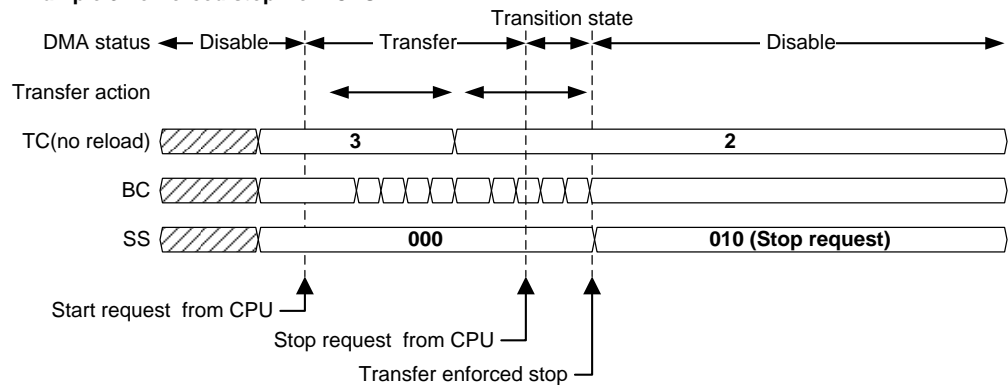 Transition state
DMA status Disable Transfer Disable
Transfer action
TC(no reload) 3 2
BC
SS 000 010 (Stop request)
Start request from CPU
Stop request from CPU
Transfer enforced stop